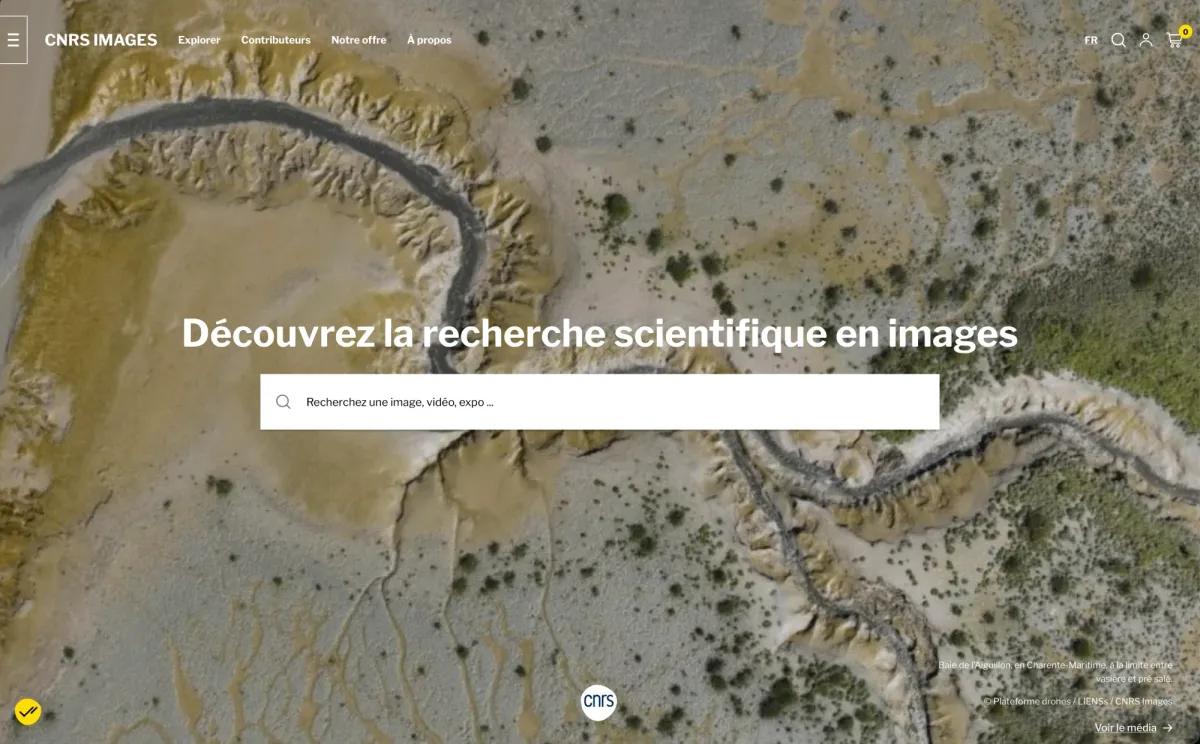 CNRS IMAGES Explorer Contributeurs Notre offre À propos FR 0
Découvrez la recherche scientifique en images
Recherchez une image, vidéo, expo ...
Baie de l'Aiguillon, en Charente-Maritime, à la limite entre
vasière et pré salé.
© Plateforme drones / LIENSs / CNRS Images
cnrs
Voir le média